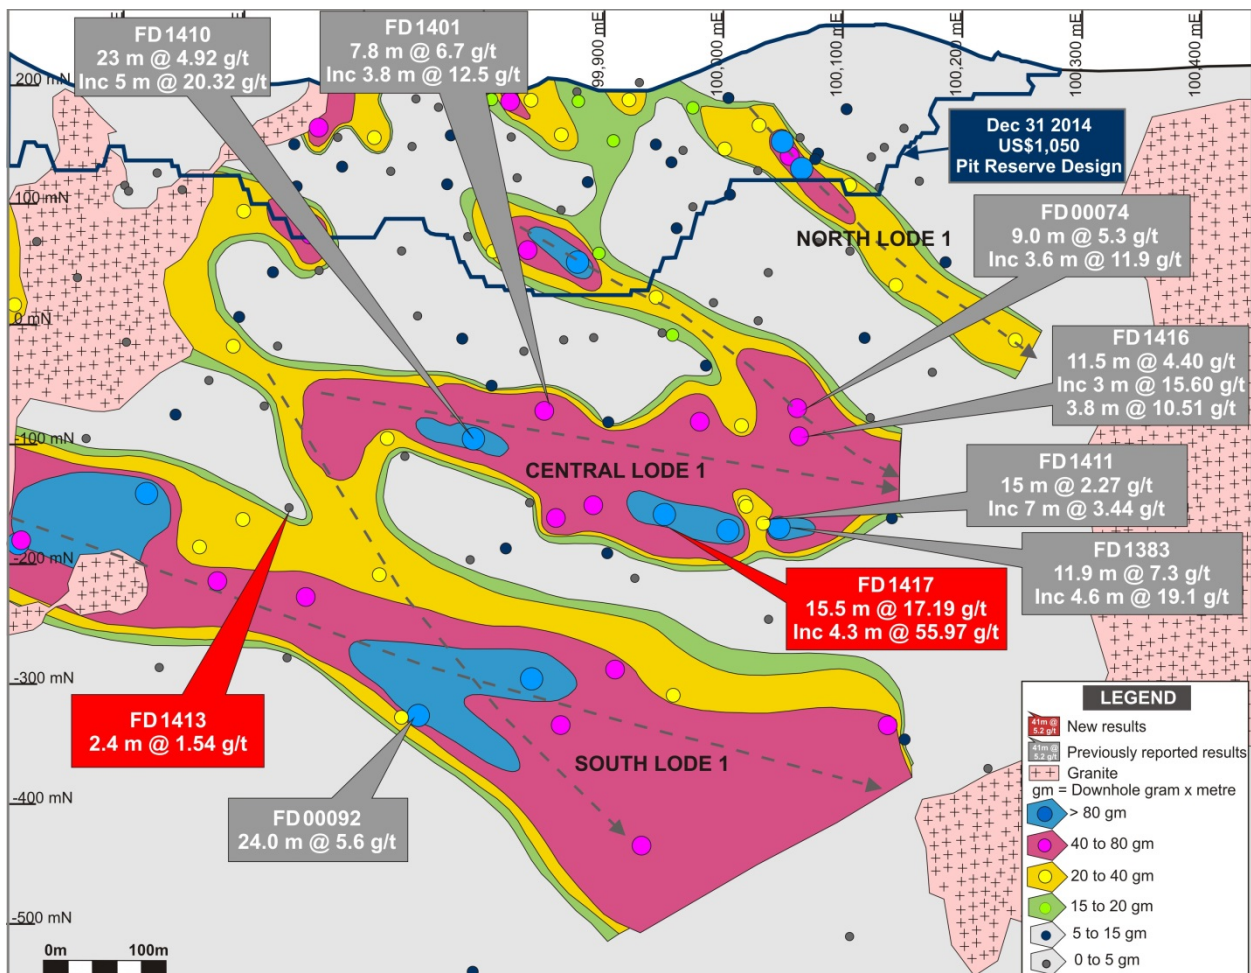 FD1410
23 m @ 4.92 g/t
Inc 5 m @ 20.32 g/t
FD1401
7.8 m @ 6.7 g/t
Inc 3.8 m @ 12.5 g/t
99,900 mE
100,000 mE
100,100 mE
100,200 mE
100,300 mE
100,400 mE
200 mN
100 mN
0 mN
-100 mN
-200 mN
-300 mN
-400 mN
-500 mN
Dec 31 2014
US$1,050
Pit Reserve Design
NORTH LODE 1
FD00074
9.0 m @ 5.3 g/t
Inc 3.6 m @ 11.9 g/t
FD1416
11.5 m @ 4.40 g/t
Inc 3 m @ 15.60 g/t
3.8 m @ 10.51 g/t
CENTRAL LODE 1
FD1411
15 m @ 2.27 g/t
Inc 7 m @ 3.44 g/t
FD1383
11.9 m @ 7.3 g/t
Inc 4.6 m @ 19.1 g/t
FD1417
15.5 m @ 17.19 g/t
Inc 4.3 m @ 55.97 g/t
FD1413
2.4 m @ 1.54 g/t
SOUTH LODE 1
FD00092
24.0 m @ 5.6 g/t
0m 100m
LEGEND
41m @
5.2 g/t
New results
41m @
5.2 g/t
Previously reported results
Granite
gm = Downhole gram x metre
> 80 gm
40 to 80 gm
20 to 40 gm
15 to 20 gm
5 to 15 gm
0 to 5 gm